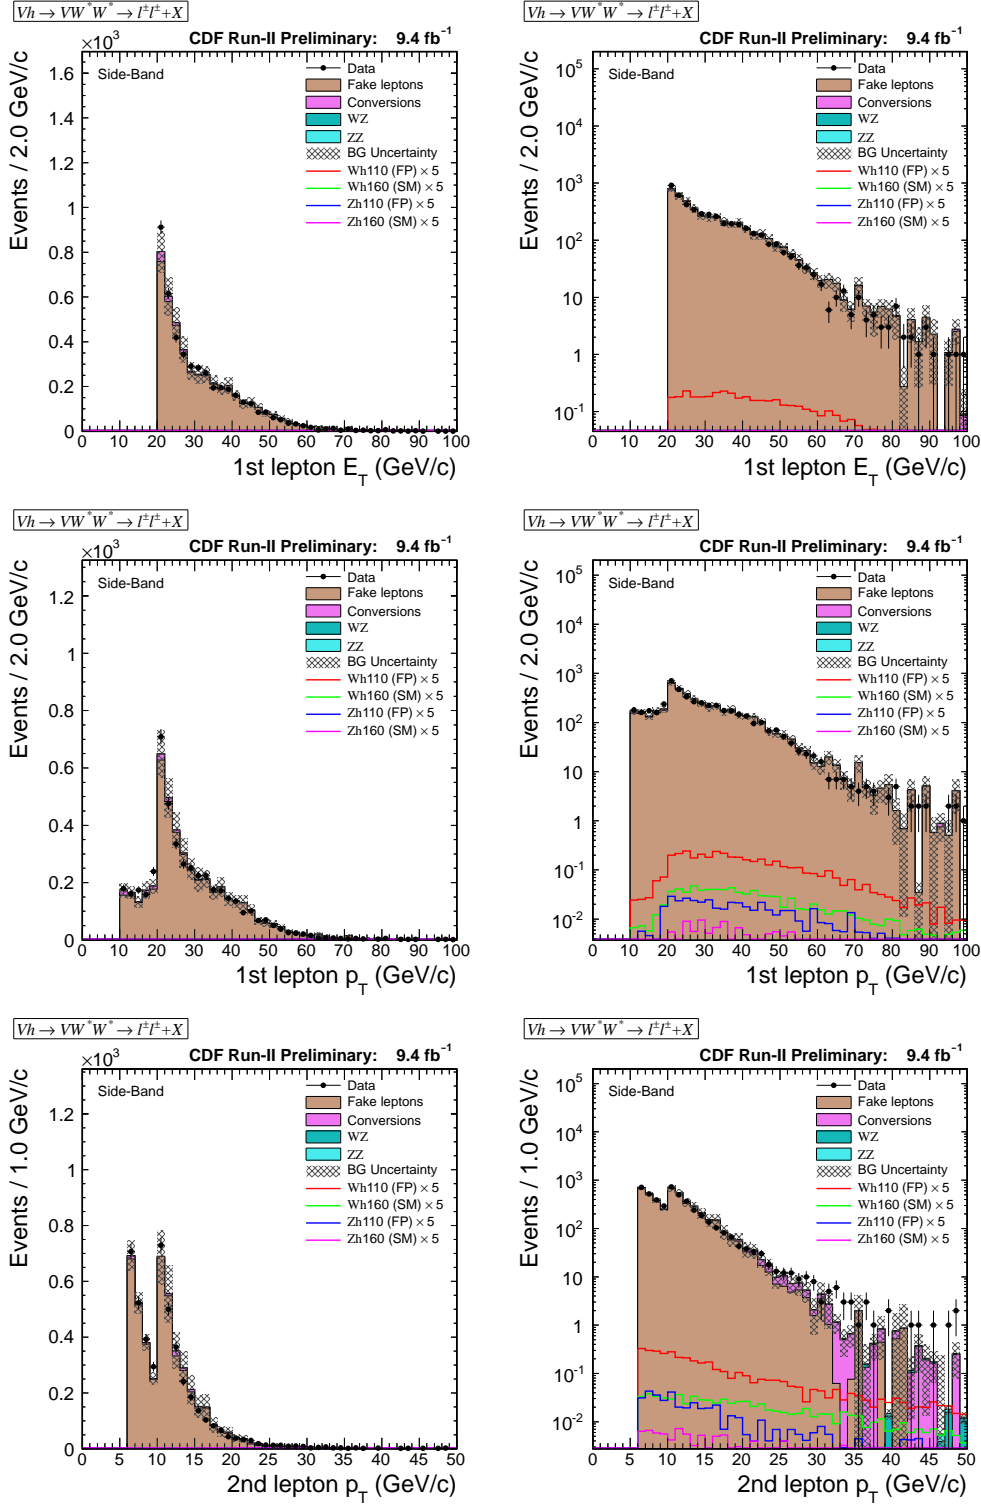 Vh → VW*W* → l±l±+X
×10³ CDF Run-II Preliminary: 9.4 fb⁻¹
Side-Band
Data
Fake leptons
Conversions
WZ
ZZ
BG Uncertainty
Wh110 (FP) × 5
Wh160 (SM) × 5
Zh110 (FP) × 5
Zh160 (SM) × 5
Events / 2.0 GeV/c
1.6
1.4
1.2
1
0.8
0.6
0.4
0.2
0
0 10 20 30 40 50 60 70 80 90 100
1st lepton E_T (GeV/c)
Vh → VW*W* → l±l±+X
CDF Run-II Preliminary: 9.4 fb⁻¹
Side-Band
Data
Fake leptons
Conversions
WZ
ZZ
BG Uncertainty
Wh110 (FP) × 5
Wh160 (SM) × 5
Zh110 (FP) × 5
Zh160 (SM) × 5
Events / 2.0 GeV/c
10⁵
10⁴
10³
10²
10
1
10⁻¹
0 10 20 30 40 50 60 70 80 90 100
1st lepton E_T (GeV/c)
Vh → VW*W* → l±l±+X
×10³ CDF Run-II Preliminary: 9.4 fb⁻¹
Side-Band
Data
Fake leptons
Conversions
WZ
ZZ
BG Uncertainty
Wh110 (FP) × 5
Wh160 (SM) × 5
Zh110 (FP) × 5
Zh160 (SM) × 5
Events / 2.0 GeV/c
1.2
1
0.8
0.6
0.4
0.2
0
0 10 20 30 40 50 60 70 80 90 100
1st lepton p_T (GeV/c)
Vh → VW*W* → l±l±+X
CDF Run-II Preliminary: 9.4 fb⁻¹
Side-Band
Data
Fake leptons
Conversions
WZ
ZZ
BG Uncertainty
Wh110 (FP) × 5
Wh160 (SM) × 5
Zh110 (FP) × 5
Zh160 (SM) × 5
Events / 2.0 GeV/c
10⁵
10⁴
10³
10²
10
1
10⁻¹
10⁻²
0 10 20 30 40 50 60 70 80 90 100
1st lepton p_T (GeV/c)
Vh → VW*W* → l±l±+X
×10³ CDF Run-II Preliminary: 9.4 fb⁻¹
Side-Band
Data
Fake leptons
Conversions
WZ
ZZ
BG Uncertainty
Wh110 (FP) × 5
Wh160 (SM) × 5
Zh110 (FP) × 5
Zh160 (SM) × 5
Events / 1.0 GeV/c
1.2
1
0.8
0.6
0.4
0.2
0
0 5 10 15 20 25 30 35 40 45 50
2nd lepton p_T (GeV/c)
Vh → VW*W* → l±l±+X
CDF Run-II Preliminary: 9.4 fb⁻¹
Side-Band
Data
Fake leptons
Conversions
WZ
ZZ
BG Uncertainty
Wh110 (FP) × 5
Wh160 (SM) × 5
Zh110 (FP) × 5
Zh160 (SM) × 5
Events / 1.0 GeV/c
10⁵
10⁴
10³
10²
10
1
10⁻¹
10⁻²
0 5 10 15 20 25 30 35 40 45 50
2nd lepton p_T (GeV/c)